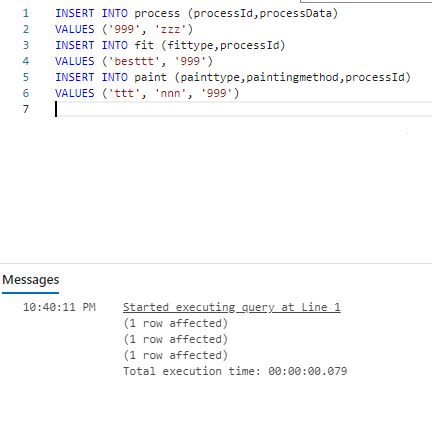 1 INSERT INTO process (processId,processData)
2 VALUES ('999', 'zzz')
3 INSERT INTO fit (fittype,processId)
4 VALUES ('besttt', '999')
5 INSERT INTO paint (painttype,paintingmethod,processId)
6 VALUES ('ttt', 'nnn', '999')
7
Messages
10:40:11 PM Started executing query at Line 1
(1 row affected)
(1 row affected)
(1 row affected)
Total execution time: 00:00:00.079